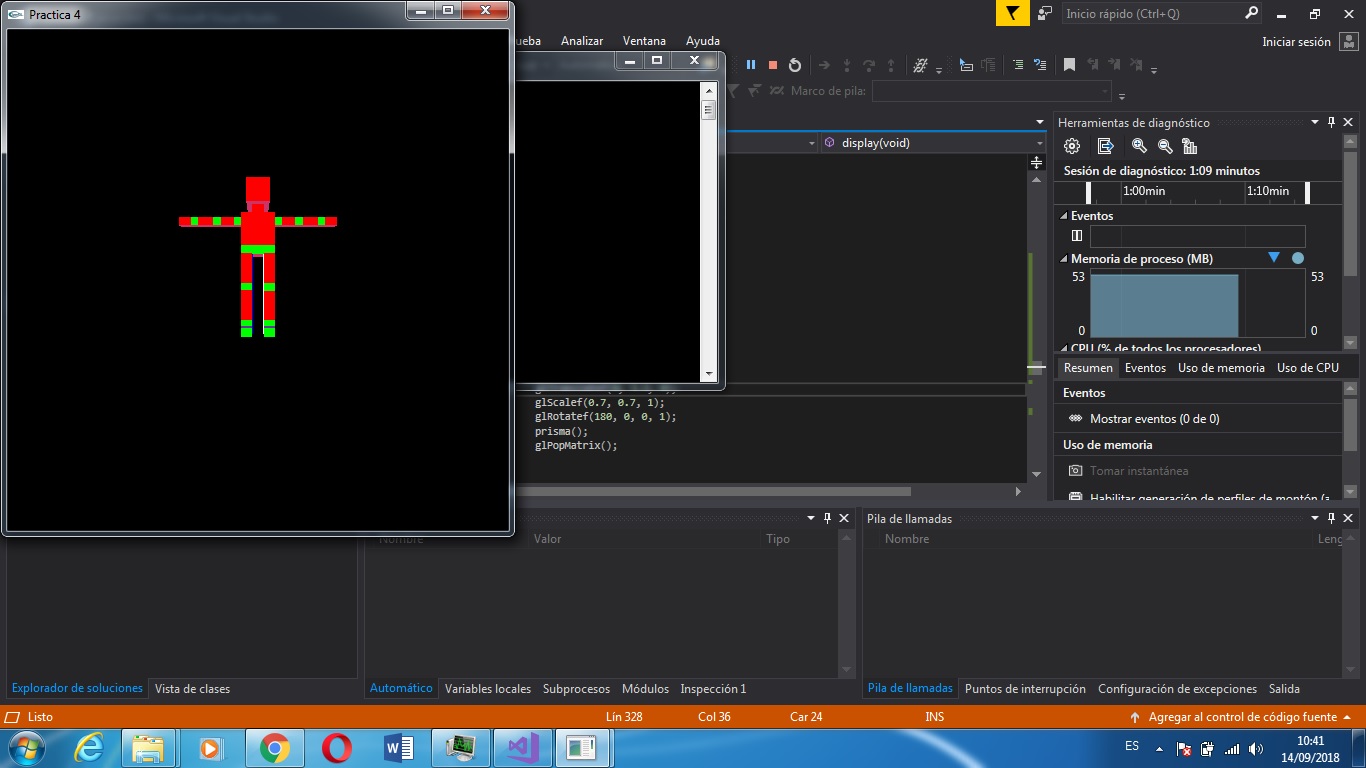 Practica 4
Inicio rápido (Ctrl+Q)
ueba Analizar Ventana Ayuda
Iniciar sesión
Marco de pila:
Herramientas de diagnóstico
display(void)
Sesión de diagnóstico: 1:09 minutos
1:00min 1:10min
Eventos
Memoria de proceso (MB)
53 53
0 0
CPU (% de todos los procesadores)
Resumen Eventos Uso de memoria Uso de CPU
Eventos
glScalef(0.7, 0.7, 1);
glRotatef(180, 0, 0, 1);
Mostrar eventos (0 de 0)
prisma();
glPopMatrix();
Uso de memoria
Tomar instantánea
Habilitar generación de perfiles de montón (a
Pila de llamadas
Nombre Valor Tipo
Nombre Leng
Explorador de soluciones Vista de clases
Automático Variables locales Subprocesos Módulos Inspección 1
Pila de llamadas Puntos de interrupción Configuración de excepciones Salida
Listo Lín 328 Col 36 Car 24 INS Agregar al control de código fuente
ES
10:41
14/09/2018